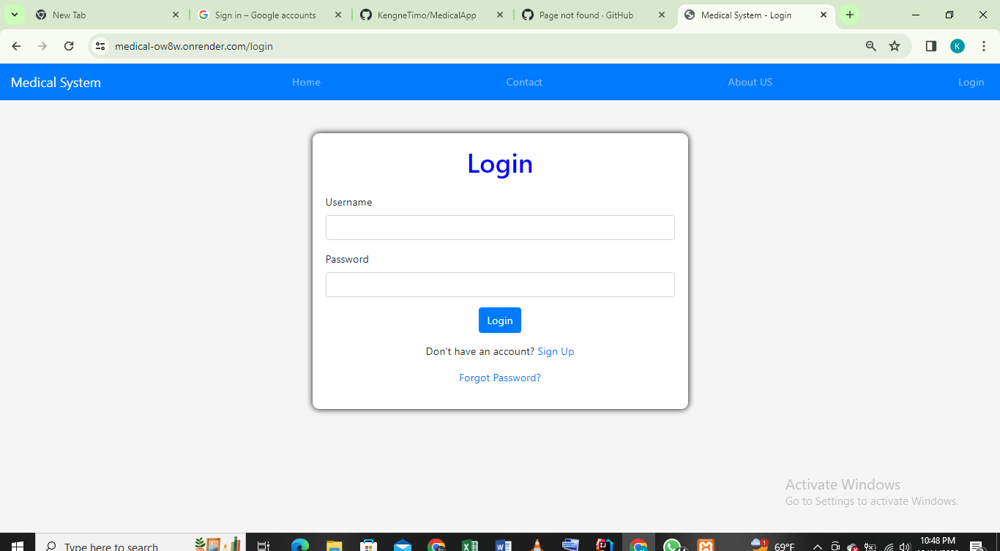 New Tab
Sign in – Google accounts
KengneTimo/MedicalApp
Page not found · GitHub
Medical System - Login
medical-ow8w.onrender.com/login
K
Medical System
Home
Contact
About US
Login
Login
Username
Password
Login
Don't have an account? Sign Up
Forgot Password?
Activate Windows
Go to Settings to activate Windows.
Type here to search
69°F
10:48 PM